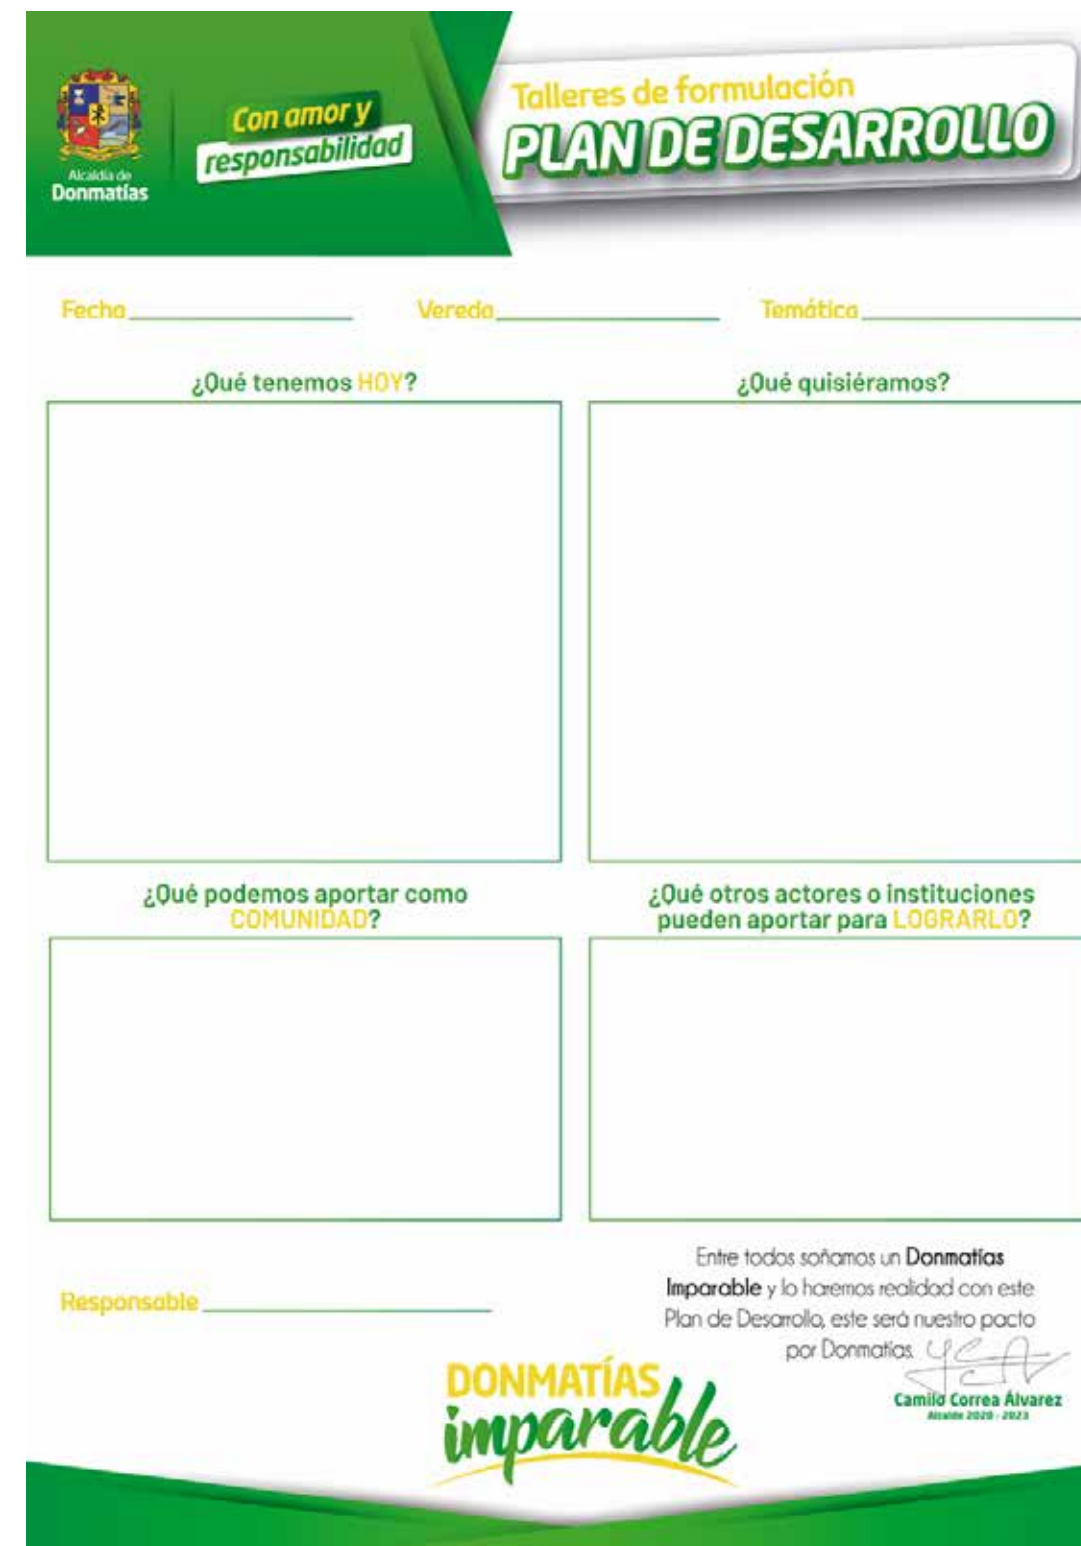 Alcaldía de
Donmatías
Con amor y
responsabilidad
Talleres de formulación
PLAN DE DESARROLLO
Fecha
Vereda
Temática
¿Qué tenemos HOY?
¿Qué quisiéramos?
¿Qué podemos aportar como
COMUNIDAD?
¿Qué otros actores o instituciones
pueden aportar para LOGRARLO?
Responsable
Entre todos soñamos un Donmatías
Imparable y lo haremos realidad con este
Plan de Desarrollo, este será nuestro pacto
por Donmatías.
Camilo Correa Álvarez
Alcalde 2020 - 2023
DONMATÍAS
imparable